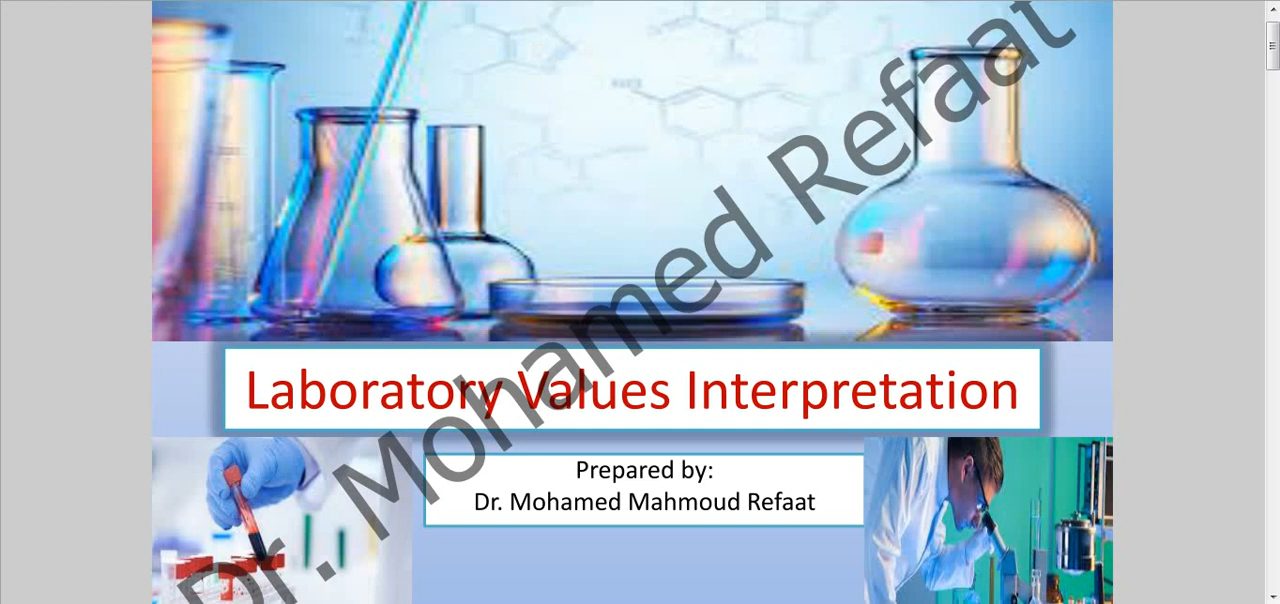 Laboratory Values Interpretation
Prepared by:
Dr. Mohamed Mahmoud Refaat
Dr. Mohamed Refaat